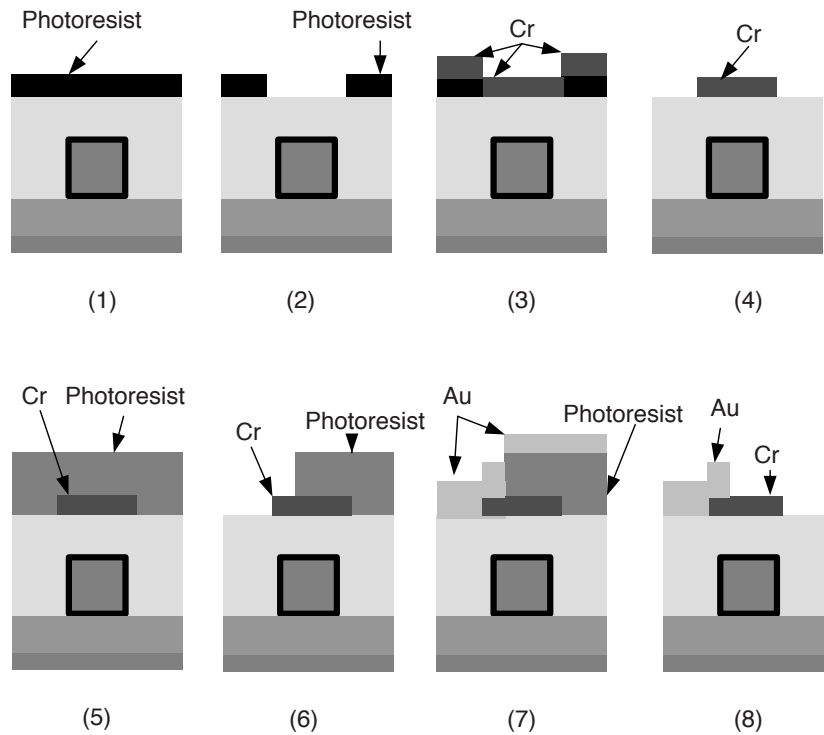 Photoresist
Photoresist
Cr
Cr
(1)
(2)
(3)
(4)
Cr
Photoresist
Cr
Photoresist
Au
Photoresist
Au
Cr
(5)
(6)
(7)
(8)